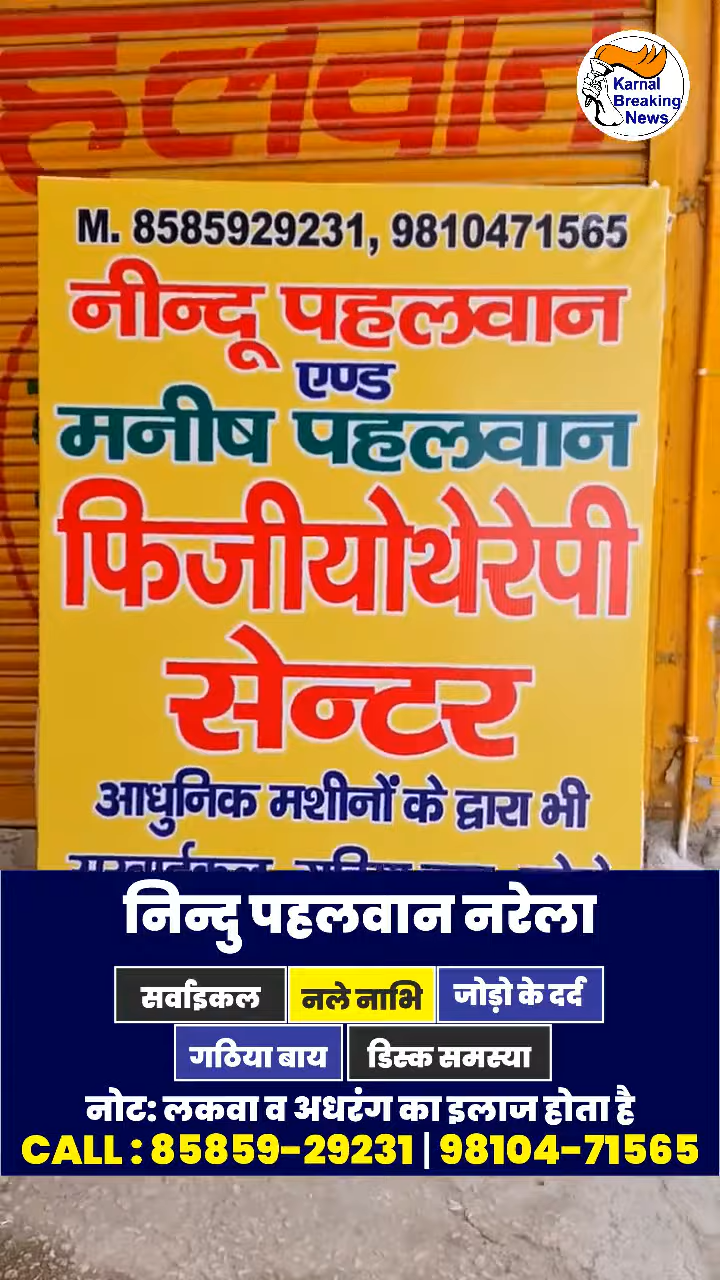 हलवान
Karnal
Breaking
News
M. 8585929231, 9810471565
नीन्दू पहलवान
एण्ड
मनीष पहलवान
फिजीयोथेरेपी
सेन्टर
आधुनिक मशीनों के द्वारा भी
निन्दु पहलवान नरेला
सर्वाइकल नले नाभि जोड़ो के दर्द
गठिया बाय डिस्क समस्या
नोट: लकवा व अधरंग का इलाज होता है
CALL : 85859-29231 | 98104-71565